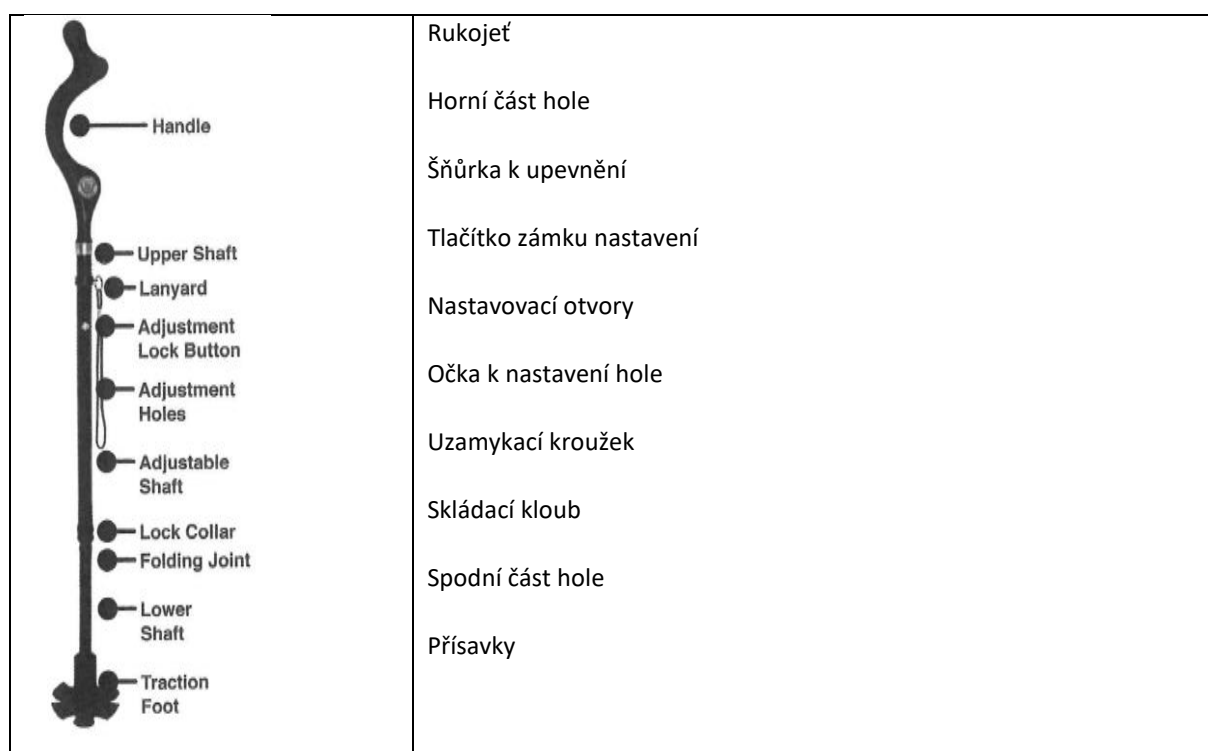 Handle
Upper Shaft
Lanyard
Adjustment
Lock Button
Adjustment
Holes
Adjustable
Shaft
Lock Collar
Folding Joint
Lower
Shaft
Traction
Foot
Rukojeť
Horní část hole
Šňůrka k upevnění
Tlačítko zámku nastavení
Nastavovací otvory
Očka k nastavení hole
Uzamykací kroužek
Skládací kloub
Spodní část hole
Přísavky